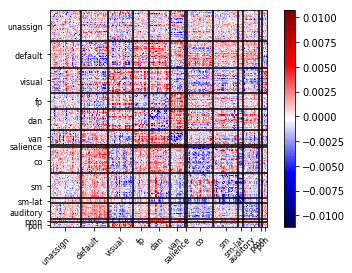 unassign
default
visual
fp
dan
van
salience
co
sm
sm-lat
auditory
pmn
pon
unassign
default
visual
fp
dan
van
salience
co
sm
sm-lat
auditory
0.0100
0.0075
0.0050
0.0025
0.0000
−0.0025
−0.0050
−0.0075
−0.0100